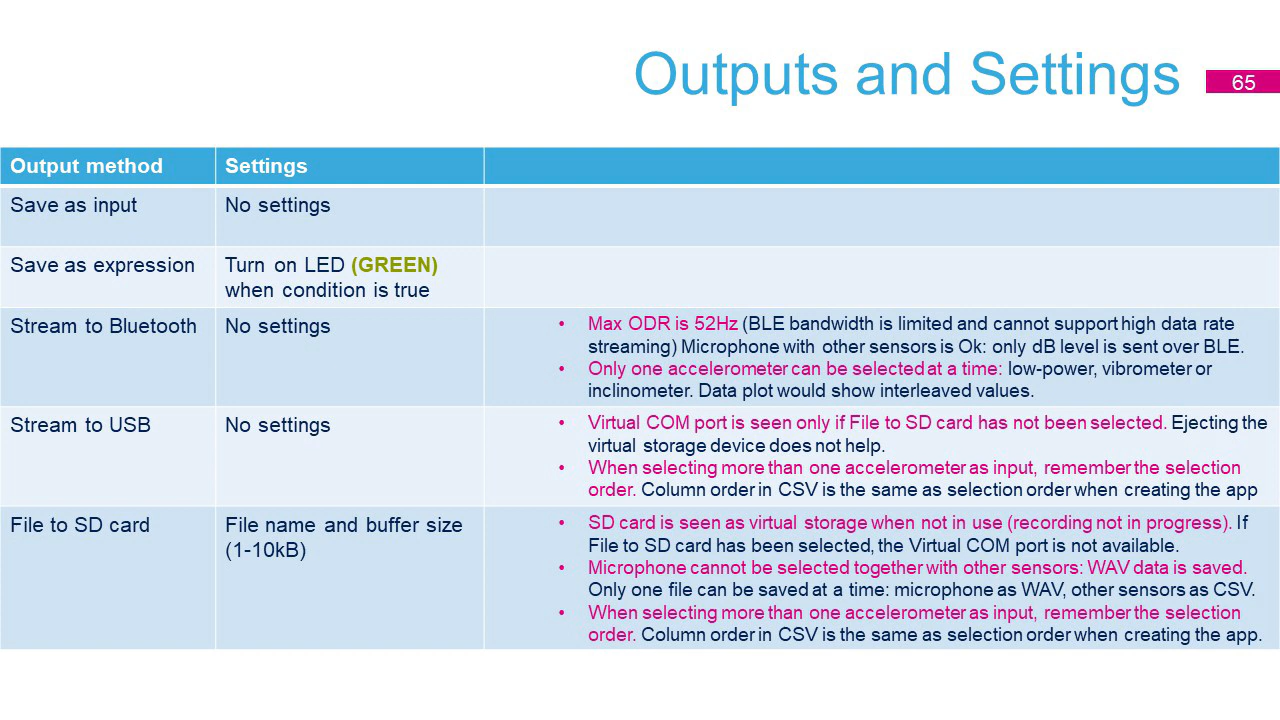 Outputs and Settings
65
Output method
Settings
Save as input
No settings
Save as expression
Turn on LED (GREEN)
when condition is true
Stream to Bluetooth
No settings
• Max ODR is 52Hz (BLE bandwidth is limited and cannot support high data rate
streaming) Microphone with other sensors is Ok: only dB level is sent over BLE.
• Only one accelerometer can be selected at a time: low-power, vibrometer or
inclinometer. Data plot would show interleaved values.
Stream to USB
No settings
• Virtual COM port is seen only if File to SD card has not been selected. Ejecting the
virtual storage device does not help.
• When selecting more than one accelerometer as input, remember the selection
order. Column order in CSV is the same as selection order when creating the app
File to SD card
File name and buffer size
(1-10kB)
• SD card is seen as virtual storage when not in use (recording not in progress). If
File to SD card has been selected, the Virtual COM port is not available.
• Microphone cannot be selected together with other sensors: WAV data is saved.
Only one file can be saved at a time: microphone as WAV, other sensors as CSV.
• When selecting more than one accelerometer as input, remember the selection
order. Column order in CSV is the same as selection order when creating the app.